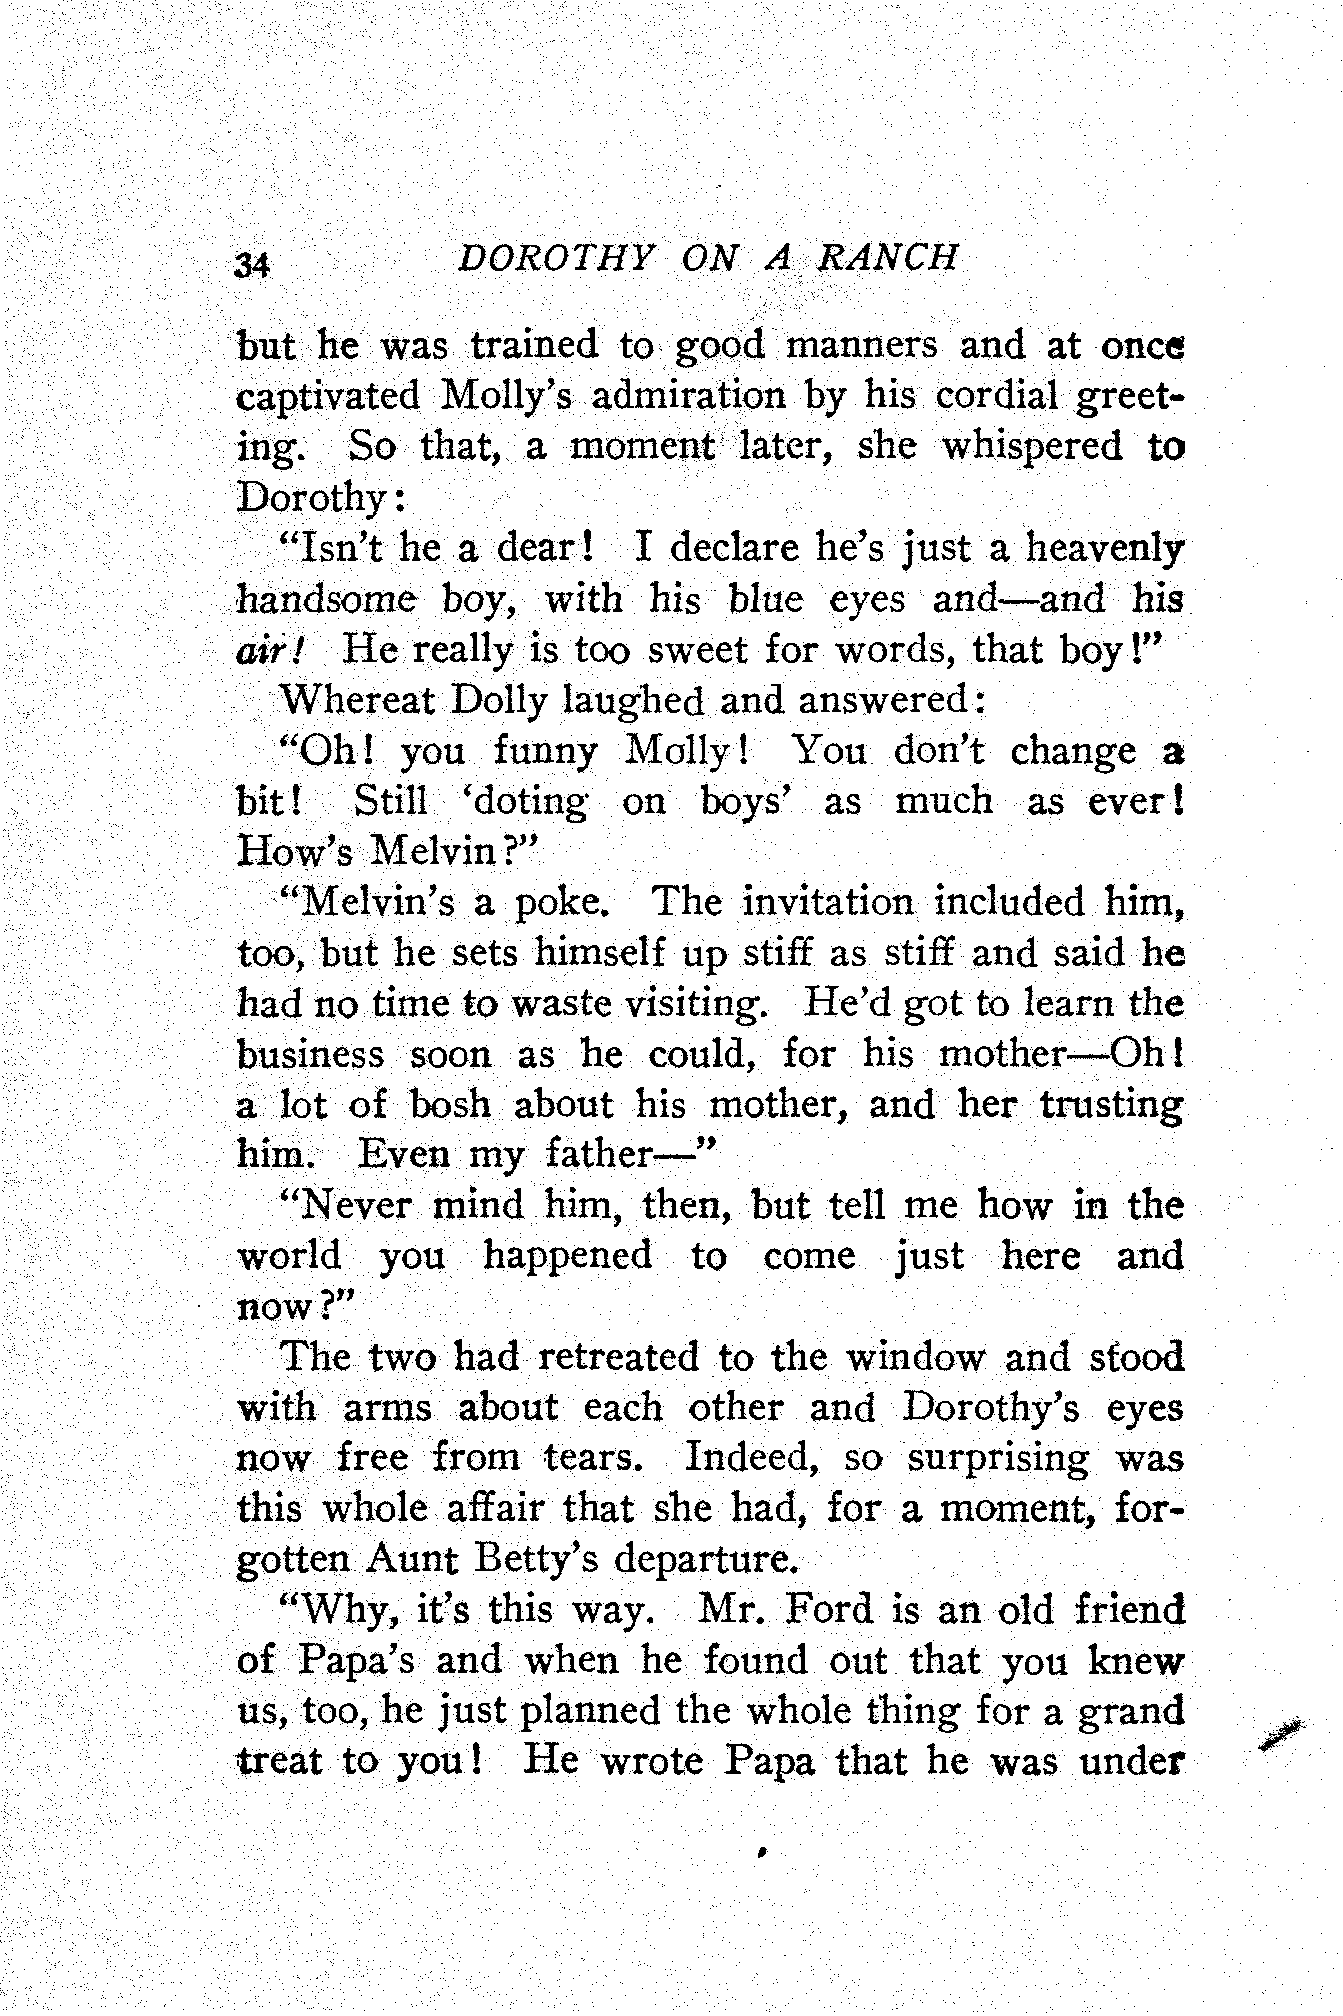 34 DOROTHY ON A RANCH
but he was trained to good manners and at once
captivated Molly's admiration by his cordial greet-
ing. So that, a moment later, she whispered to
Dorothy:
"Isn't he a dear! I declare he's just a heavenly
handsome boy, with his blue eyes and—and his
air! He really is too sweet for words, that boy!"
Whereat Dolly laughed and answered:
"Oh! you funny Molly! You don't change a
bit! Still 'doting on boys' as much as ever!
How's Melvin?"
"Melvin's a poke. The invitation included him,
too, but he sets himself up stiff as stiff and said he
had no time to waste visiting. He'd got to learn the
business soon as he could, for his mother—Oh!
a lot of bosh about his mother, and her trusting
him. Even my father—"
"Never mind him, then, but tell me how in the
world you happened to come just here and
now?"
The two had retreated to the window and stood
with arms about each other and Dorothy's eyes
now free from tears. Indeed, so surprising was
this whole affair that she had, for a moment, for-
gotten Aunt Betty's departure.
"Why, it's this way. Mr. Ford is an old friend
of Papa's and when he found out that you knew
us, too, he just planned the whole thing for a grand
treat to you! He wrote Papa that he was under